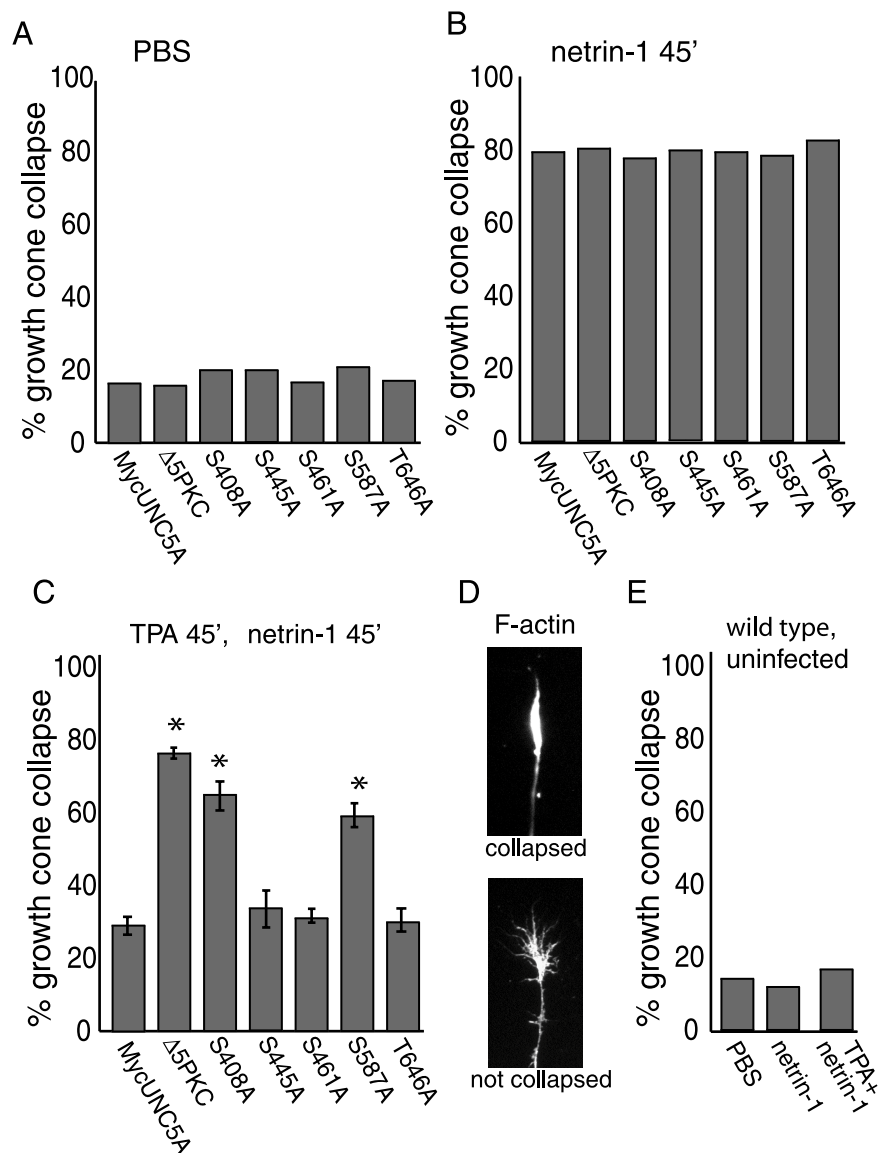 A
PBS
% growth cone collapse
100
80
60
40
20
0
MycUNC5A
Δ5PKC
S408A
S445A
S461A
S587A
T646A
B
netrin-1 45'
% growth cone collapse
100
80
60
40
20
0
MycUNC5A
Δ5PKC
S408A
S445A
S461A
S587A
T646A
C
TPA 45', netrin-1 45'
% growth cone collapse
100
80
60
40
20
0
*
*
*
MycUNC5A
Δ5PKC
S408A
S445A
S461A
S587A
T646A
D
F-actin
collapsed
not collapsed
E
wild type,
uninfected
% growth cone collapse
100
80
60
40
20
0
PBS
netrin-1
TPA+
netrin-1